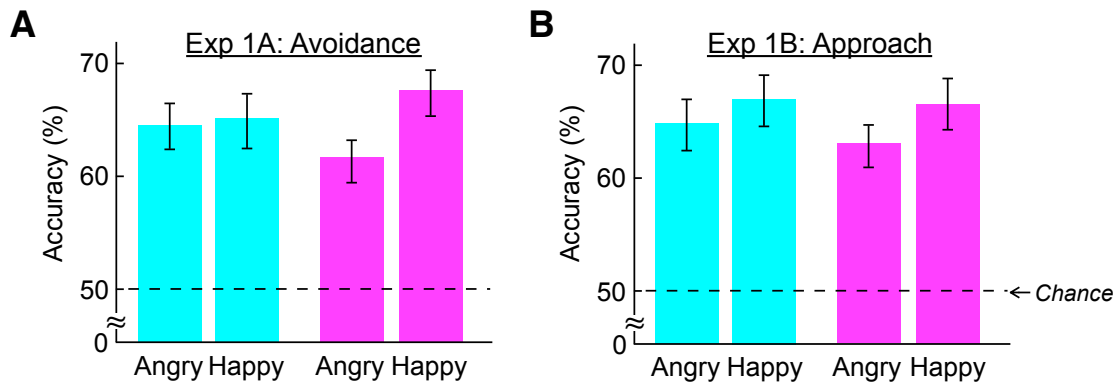 A
Exp 1A: Avoidance
Accuracy (%)
70
60
50
≈
0
Angry Happy
Angry Happy
B
Exp 1B: Approach
Accuracy (%)
70
60
50
≈
0
← Chance
Angry Happy
Angry Happy